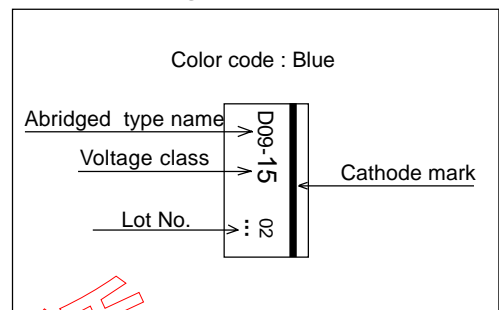 Color code : Blue
Abridged type name
Voltage class
Lot No.
D09-15 ... 02
Cathode mark